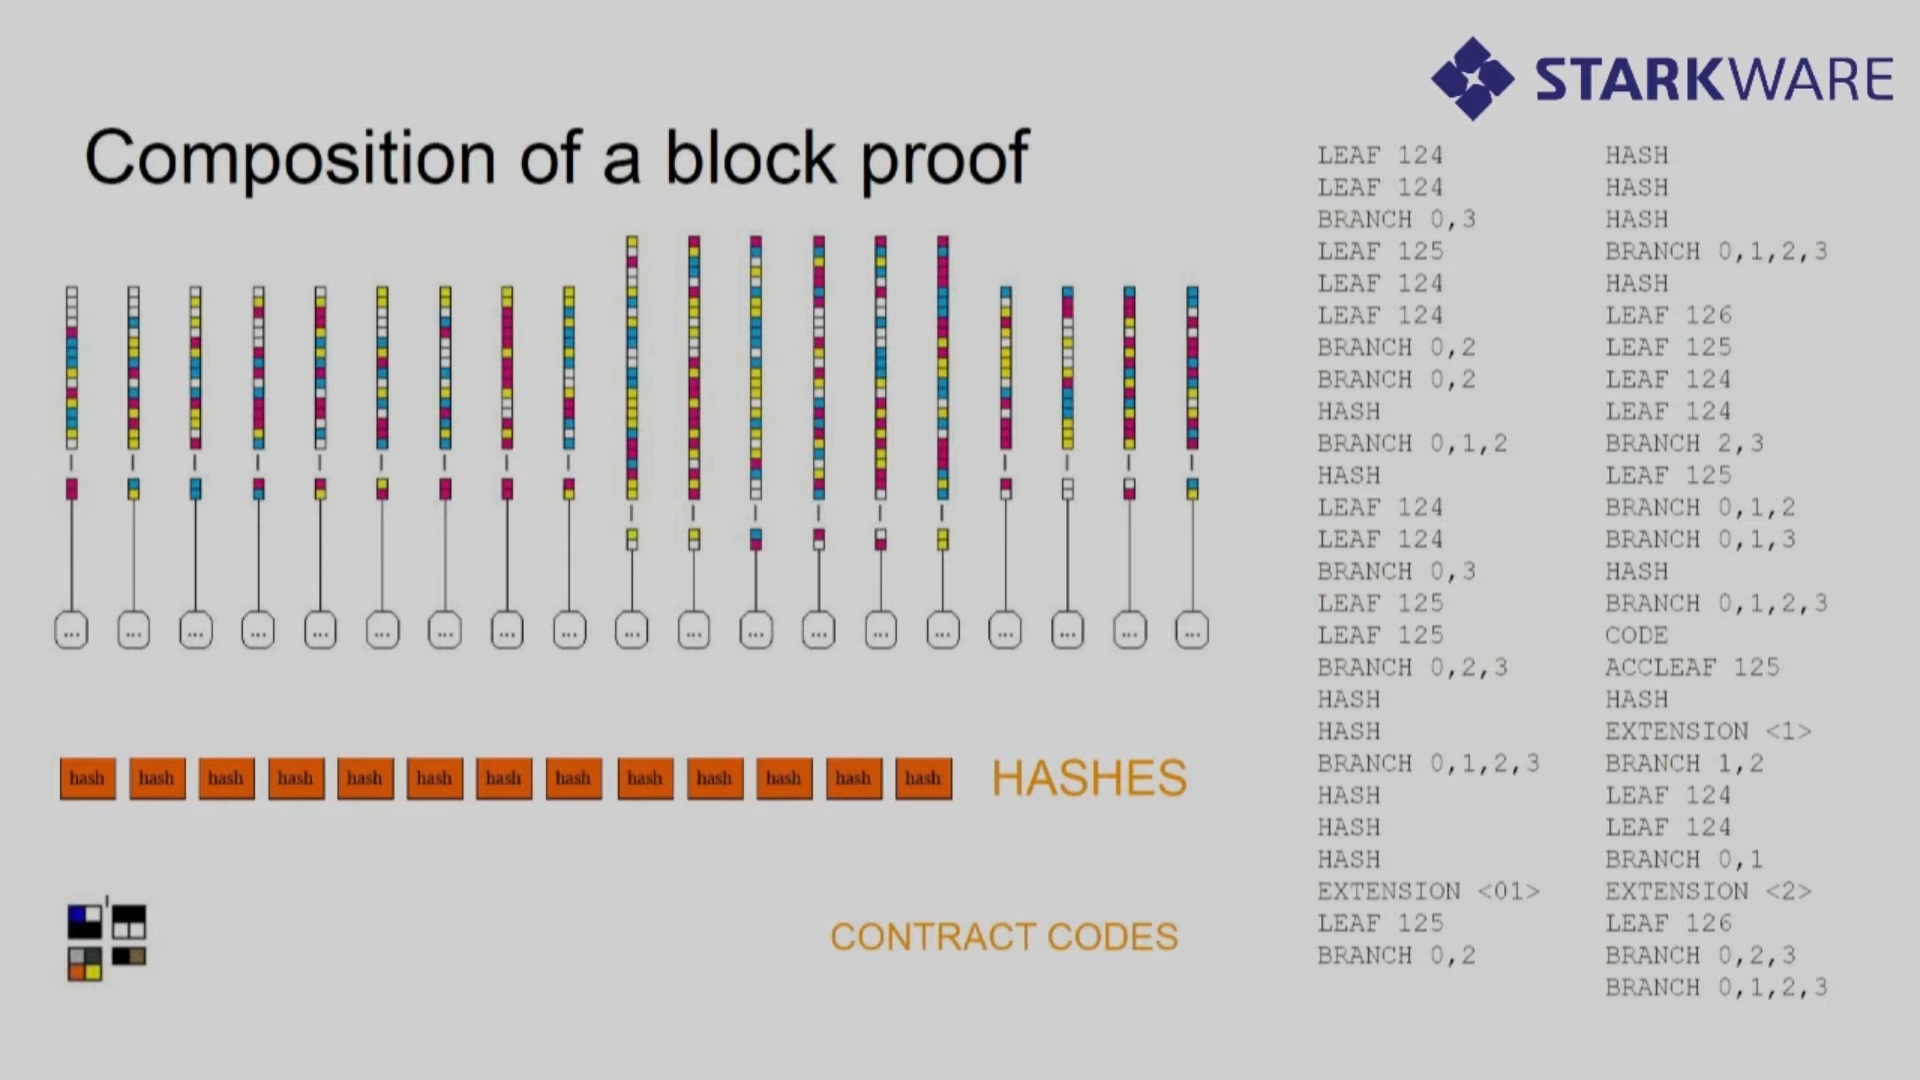 STARKWARE
Composition of a block proof
... ... ... ... ... ... ... ... ... ... ... ... ... ... ... ... ... ... ...
hash hash hash hash hash hash hash hash hash hash hash hash hash HASHES
CONTRACT CODES
LEAF 124
LEAF 124
BRANCH 0,3
LEAF 125
LEAF 124
LEAF 124
BRANCH 0,2
BRANCH 0,2
HASH
BRANCH 0,1,2
HASH
LEAF 124
LEAF 124
BRANCH 0,3
LEAF 125
LEAF 125
BRANCH 0,2,3
HASH
HASH
BRANCH 0,1,2,3
HASH
HASH
HASH
EXTENSION <01>
LEAF 125
BRANCH 0,2
HASH
HASH
HASH
BRANCH 0,1,2,3
HASH
LEAF 126
LEAF 125
LEAF 124
LEAF 124
BRANCH 2,3
LEAF 125
BRANCH 0,1,2
BRANCH 0,1,3
HASH
BRANCH 0,1,2,3
CODE
ACCLEAF 125
HASH
EXTENSION <1>
BRANCH 1,2
LEAF 124
LEAF 124
BRANCH 0,1
EXTENSION <2>
LEAF 126
BRANCH 0,2,3
BRANCH 0,1,2,3